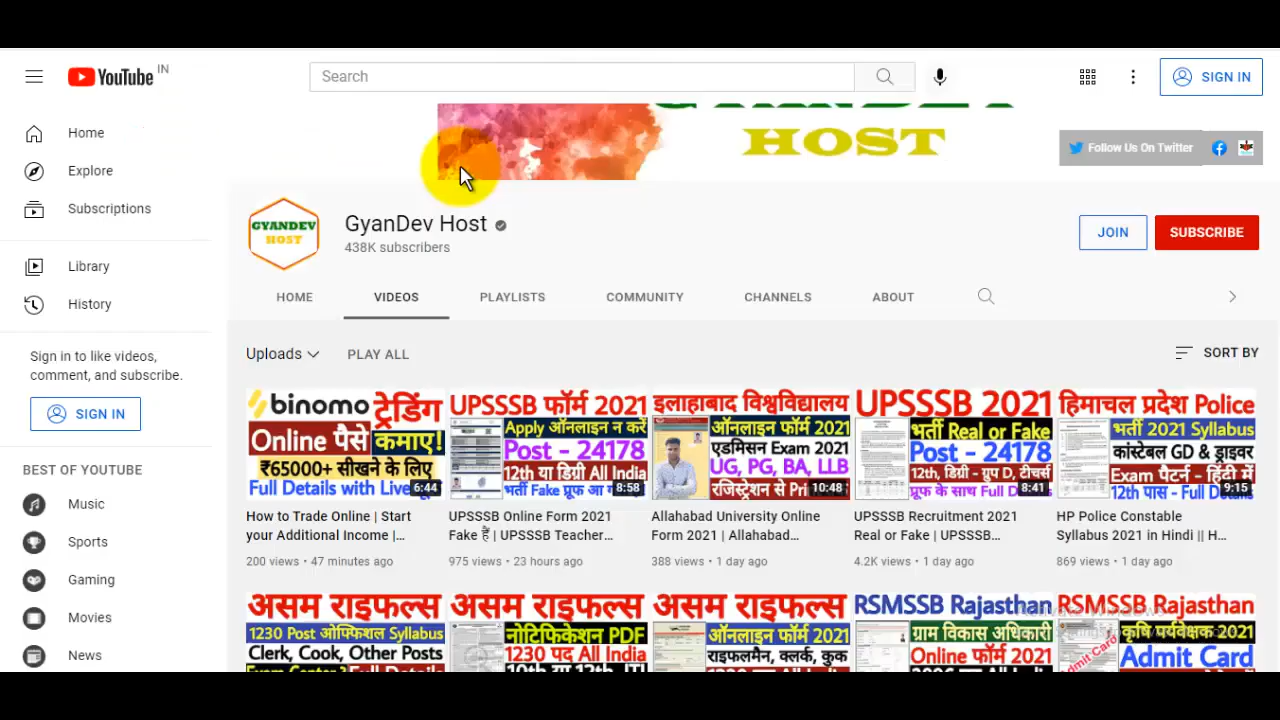 YouTube IN
Search
SIGN IN
HOST
Follow Us On Twitter
Home
Explore
Subscriptions
Library
History
Sign in to like videos,
comment, and subscribe.
SIGN IN
BEST OF YOUTUBE
Music
Sports
Gaming
Movies
News
GYANDEV
HOST
GyanDev Host
438K subscribers
JOIN
SUBSCRIBE
HOME VIDEOS PLAYLISTS COMMUNITY CHANNELS ABOUT
Uploads PLAY ALL
SORT BY
binomo ट्रेडिंग
Online पैसे कमाए!
₹65000+ सीखने के लिए
Full Details with Live
6:44
How to Trade Online | Start
your Additional Income |...
200 views • 47 minutes ago
UPSSSB फॉर्म 2021
Apply ऑनलाइन न करें
Post - 24178
12th या डिग्री All India
भर्ती Fake प्रूफ आ
8:58
UPSSSB Online Form 2021
Fake हैं | UPSSSB Teacher...
975 views • 23 hours ago
इलाहाबाद विश्वविद्यालय
ऑनलाइन फॉर्म 2021
एडमिसन Exam 2021
UG, PG, BA, LLB
रजिस्ट्रेशन से
10:48
Allahabad University Online
Form 2021 | Allahabad...
388 views • 1 day ago
UPSSSB 2021
भर्ती Real or Fake
Post - 24178
12th, डिग्री - ग्रुप D, टीचर्स
प्रूफ के साथ Full
8:41
UPSSSB Recruitment 2021
Real or Fake | UPSSSB...
4.2K views • 1 day ago
हिमाचल प्रदेश Police
भर्ती 2021 Syllabus
कांस्टेबल GD & ड्राइवर
Exam पैटर्न - हिंदी में
12th पास - Full
9:15
HP Police Constable
Syllabus 2021 in Hindi || H...
869 views • 1 day ago
असम राइफल्स
1230 Post ऑफ्फिशल Syllabus
Clerk, Cook, Other Posts
असम राइफल्स
नोटिफिकेशन PDF
1230 पद All India
असम राइफल्स
ऑनलाइन फॉर्म 2021
राइफलमैन, क्लर्क, कुक
RSMSSB Rajasthan
ग्राम विकास अधिकारी
Online फॉर्म 2021
RSMSSB Rajasthan
कृषि पर्यवेक्षक 2021
Admit Card
Admit Card